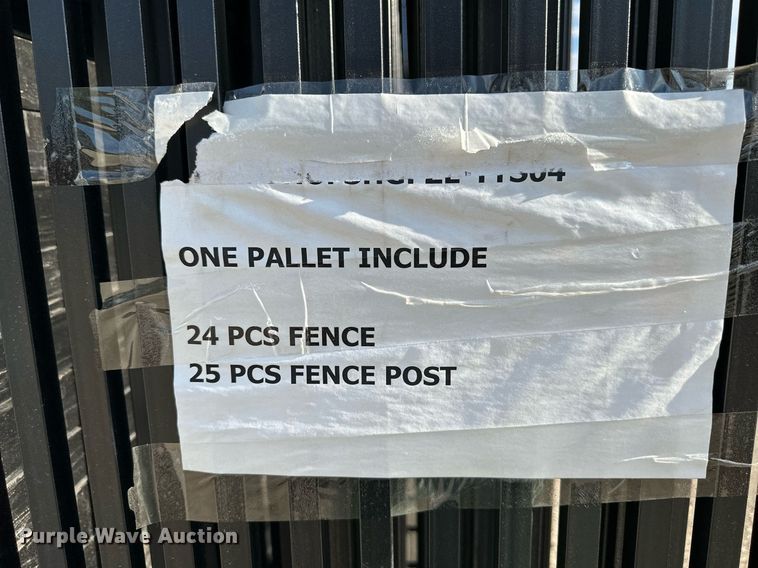 ONE PALLET INCLUDE
24 PCS FENCE
25 PCS FENCE POST
Purple Wave Auction